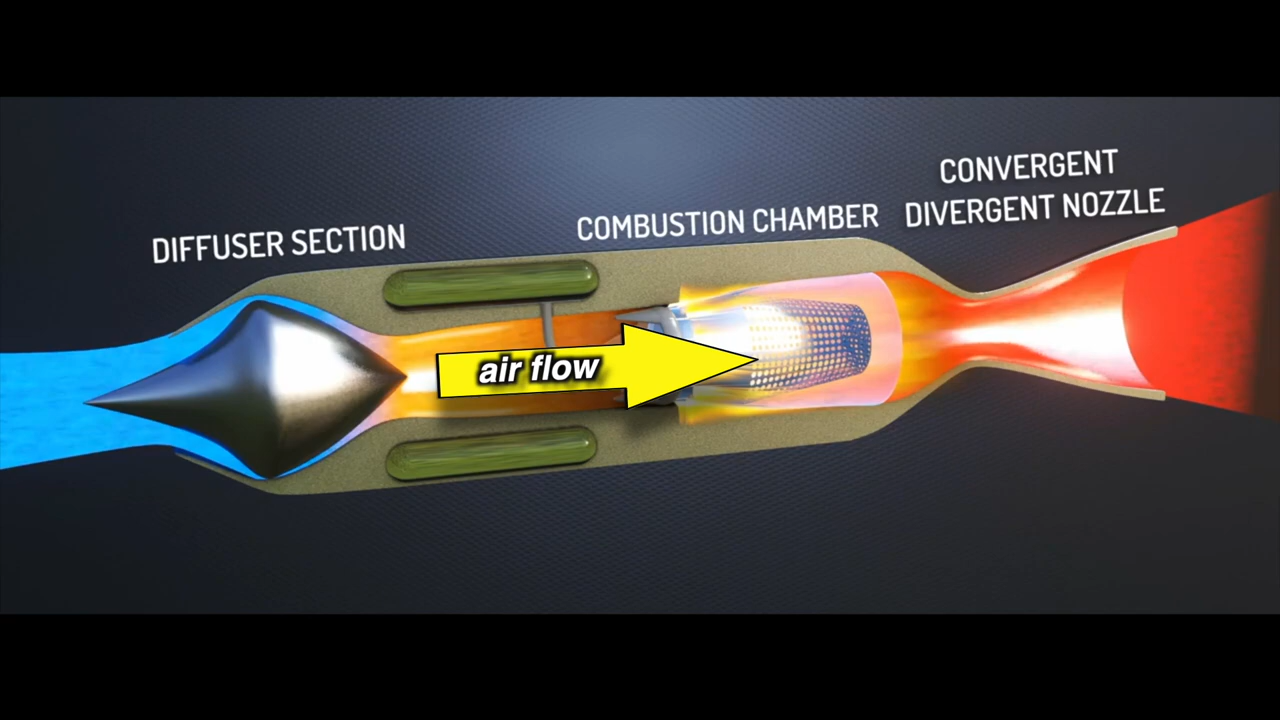 DIFFUSER SECTION
COMBUSTION CHAMBER
CONVERGENT
DIVERGENT NOZZLE
air flow